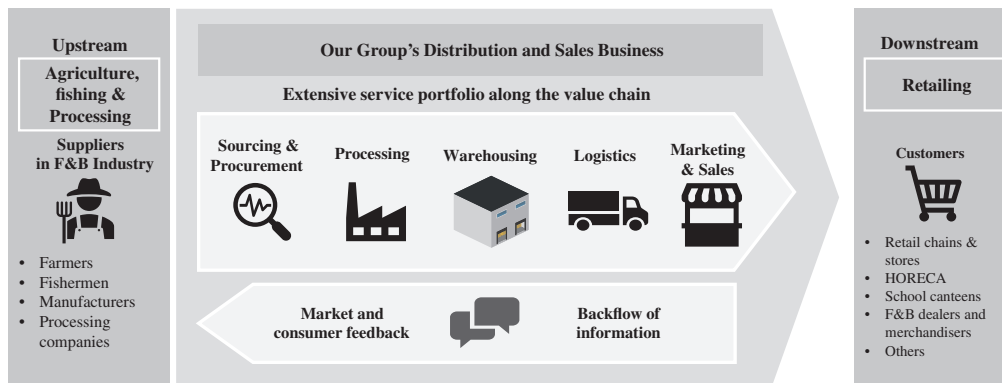 Upstream
Agriculture,
fishing &
Processing
Suppliers
in F&B Industry
• Farmers
• Fishermen
• Manufacturers
• Processing
companies
Our Group's Distribution and Sales Business
Extensive service portfolio along the value chain
Sourcing &
Procurement
Processing
Warehousing
Logistics
Marketing
& Sales
Market and
consumer feedback
Backflow of
information
Downstream
Retailing
Customers
• Retail chains &
stores
• HORECA
• School canteens
• F&B dealers and
merchandisers
• Others